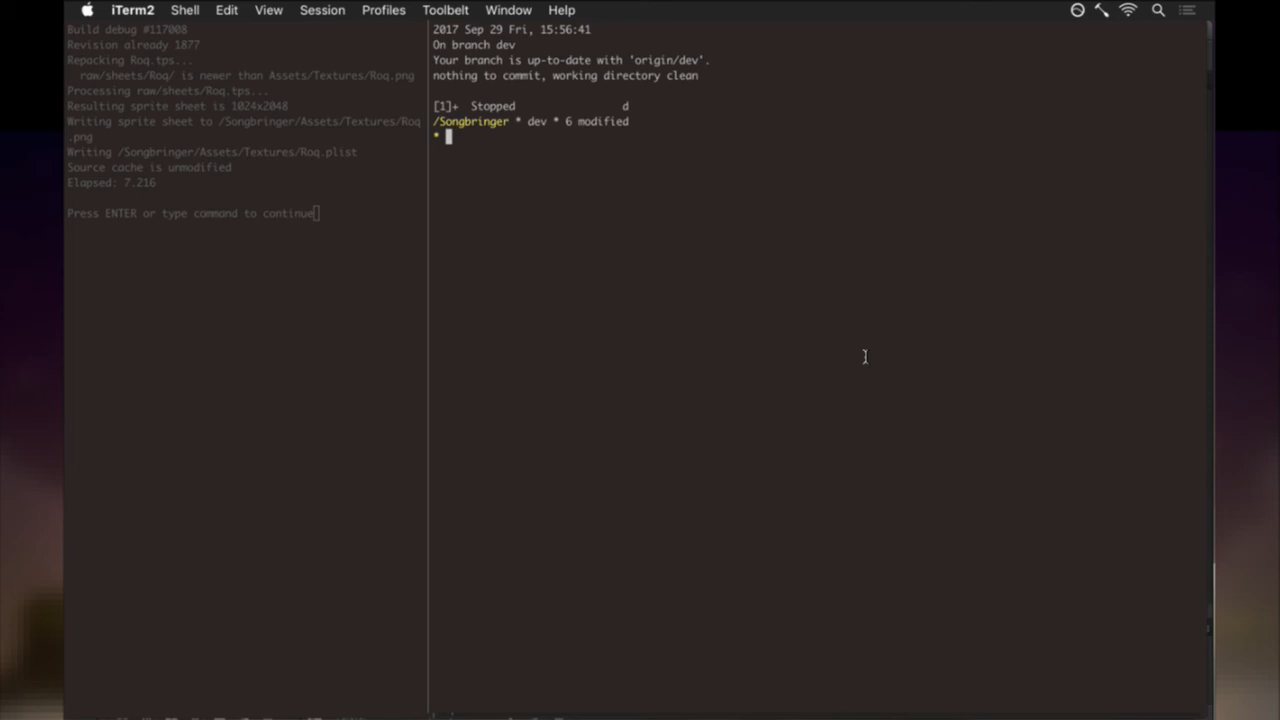 iTerm2 Shell Edit View Session Profiles Toolbelt Window Help
Build debug #117008
Revision already 1877
Repacking Roq.tps...
raw/sheets/Roq/ is newer than Assets/Textures/Roq.png
Processing raw/sheets/Roq.tps...
Resulting sprite sheet is 1024x2048
Writing sprite sheet to /Songbringer/Assets/Textures/Roq
.png
Writing /Songbringer/Assets/Textures/Roq.plist
Source cache is unmodified
Elapsed: 7.216
Press ENTER or type command to continue
2017 Sep 29 Fri, 15:56:41
On branch dev
Your branch is up-to-date with 'origin/dev'.
nothing to commit, working directory clean
[1]+ Stopped d
/Songbringer * dev * 6 modified
*